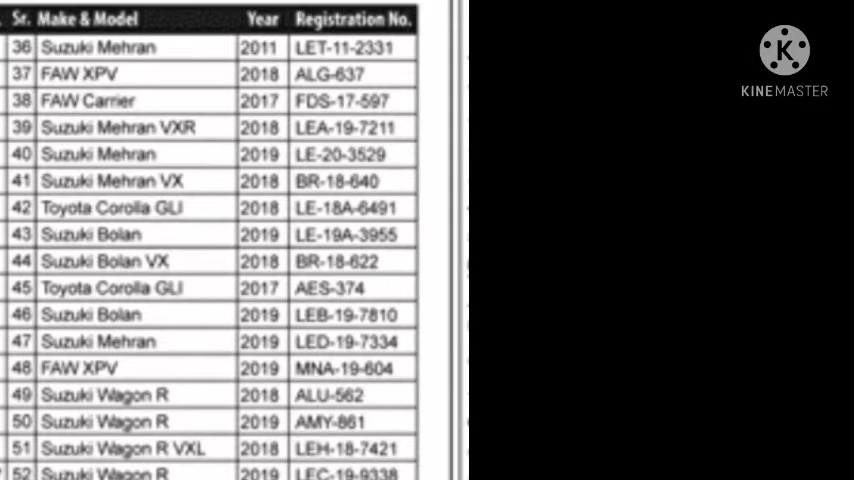 Sr. Make & Model Year Registration No.
36 Suzuki Mehran 2011 LET-11-2331
37 FAW XPV 2018 ALG-637
38 FAW Carrier 2017 FDS-17-597
39 Suzuki Mehran VXR 2018 LEA-19-7211
40 Suzuki Mehran 2019 LE-20-3529
41 Suzuki Mehran VX 2018 BR-18-640
42 Toyota Corolla GLI 2018 LE-18A-6491
43 Suzuki Bolan 2019 LE-19A-3955
44 Suzuki Bolan VX 2018 BR-18-622
45 Toyota Corolla GLI 2017 AES-374
46 Suzuki Bolan 2019 LEB-19-7810
47 Suzuki Mehran 2019 LED-19-7334
48 FAW XPV 2019 MNA-19-604
49 Suzuki Wagon R 2018 ALU-562
50 Suzuki Wagon R 2019 AMY-861
51 Suzuki Wagon R VXL 2018 LEH-18-7421
52 Suzuki Wagon R 2019 LEC-19-9338
K
KINEMASTER